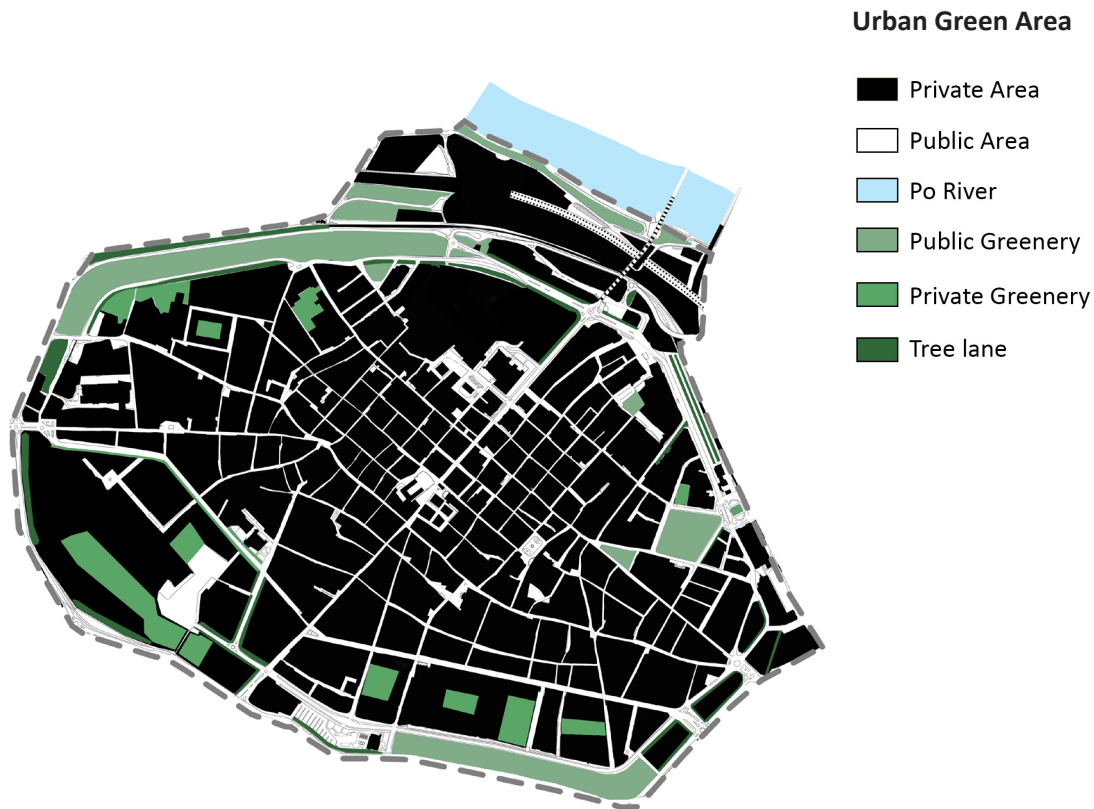 Urban Green Area
Private Area
Public Area
Po River
Public Greenery
Private Greenery
Tree lane